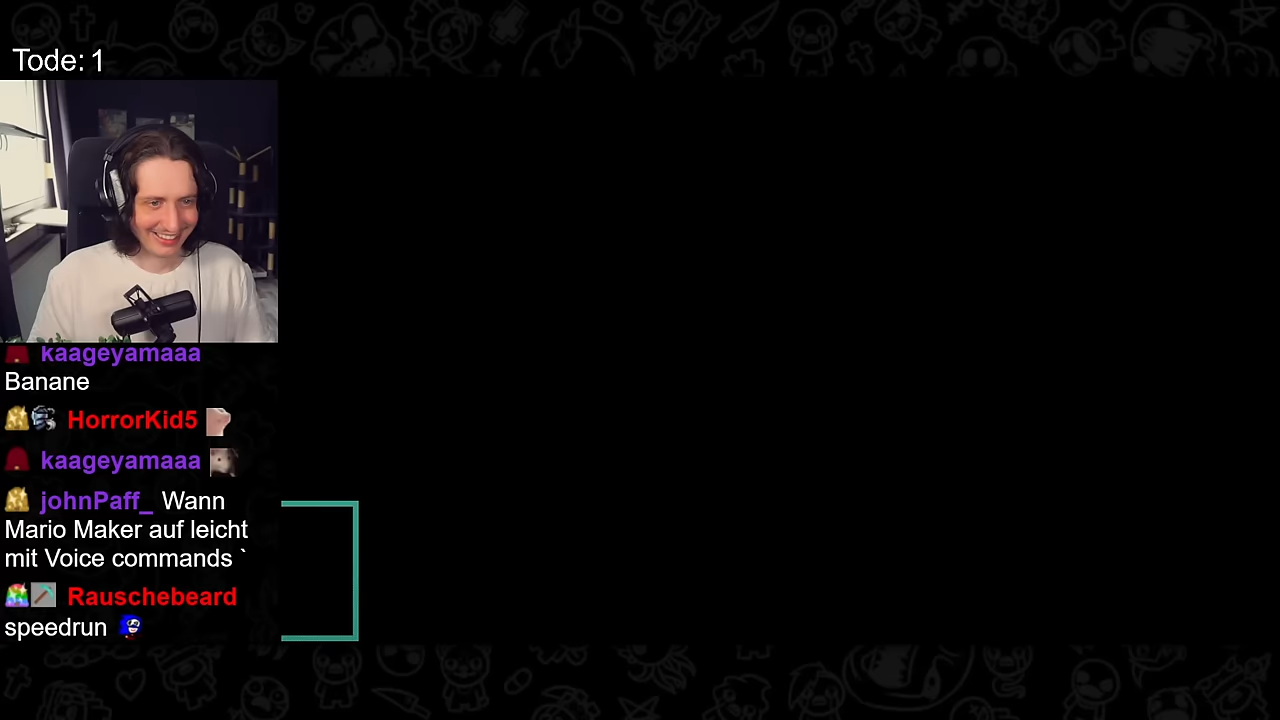 Tode: 1
kaageyamaaa
Banane
HorrorKid5
kaageyamaaa
johnPaff_ Wann
Mario Maker auf leicht
mit Voice commands `
Rauschebeard
speedrun